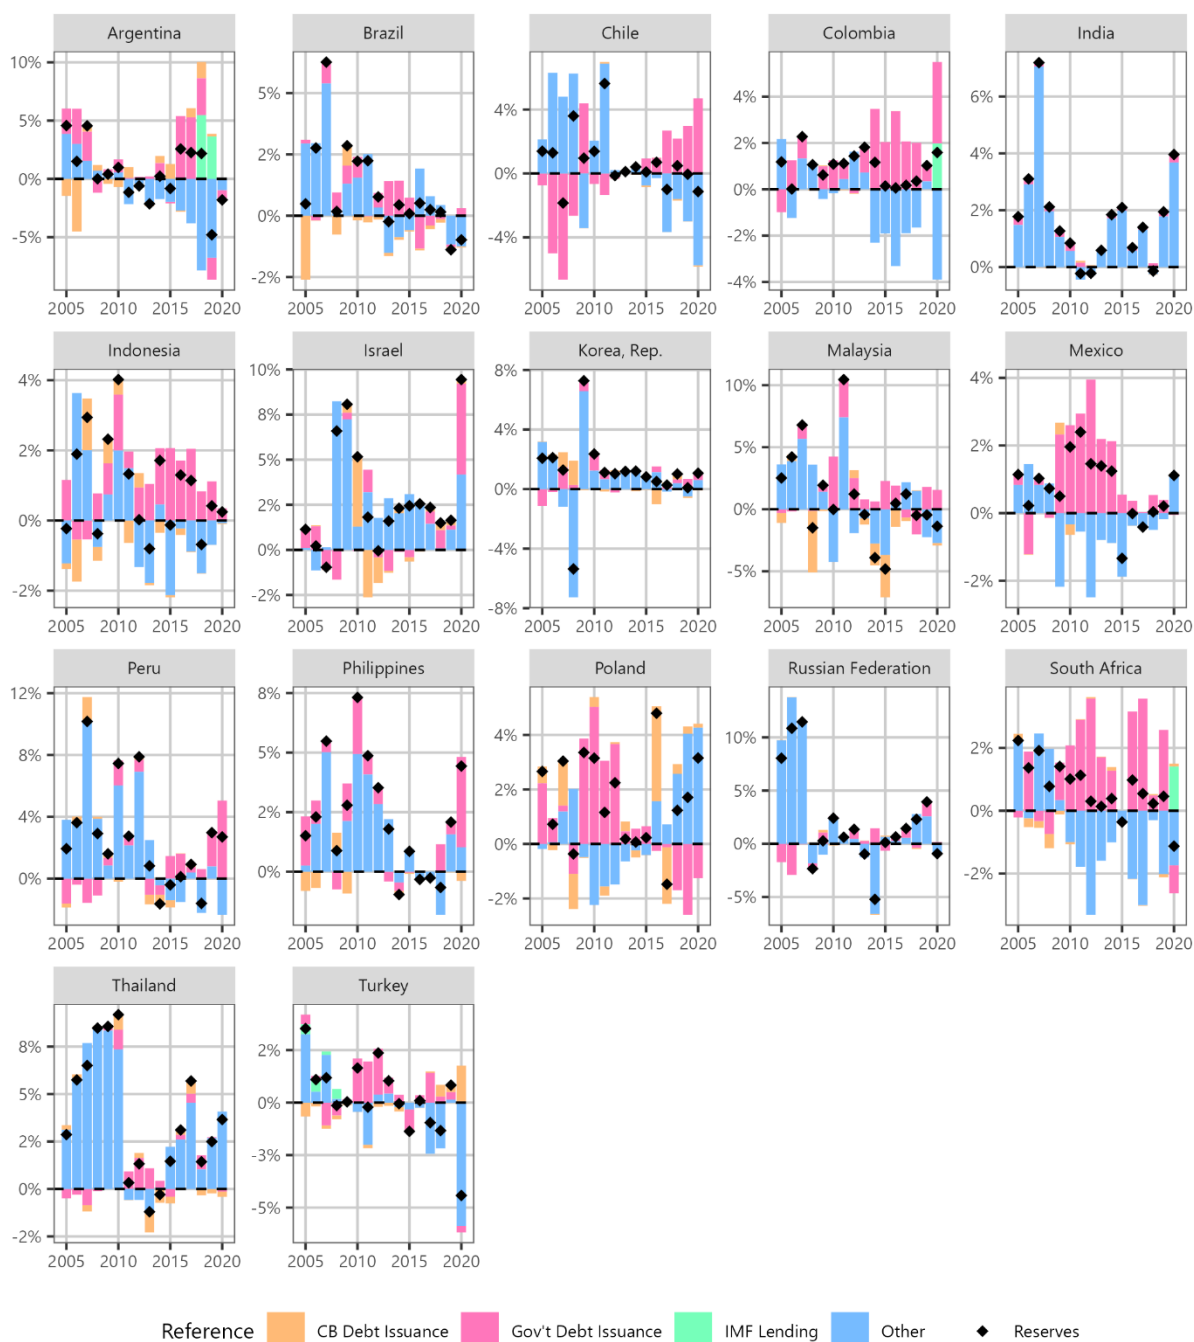 Argentina Brazil Chile Colombia India
10% 5% 0% -5%
5% 2% 0% -2%
4% 0% -4%
4% 2% 0% -2% -4%
6% 4% 2% 0%
2005 2010 2015 2020 2005 2010 2015 2020 2005 2010 2015 2020 2005 2010 2015 2020 2005 2010 2015 2020
Indonesia Israel Korea, Rep. Malaysia Mexico
4% 2% 0% -2%
10% 8% 5% 2% 0% -2%
8% 4% 0% -4% -8%
10% 5% 0% -5%
4% 2% 0% -2%
2005 2010 2015 2020 2005 2010 2015 2020 2005 2010 2015 2020 2005 2010 2015 2020 2005 2010 2015 2020
Peru Philippines Poland Russian Federation South Africa
12% 8% 4% 0%
8% 5% 2% 0%
4% 2% 0% -2%
10% 5% 0% -5%
2% 0% -2%
2005 2010 2015 2020 2005 2010 2015 2020 2005 2010 2015 2020 2005 2010 2015 2020 2005 2010 2015 2020
Thailand Turkey
8% 5% 2% 0% -2%
2% 0% -3% -5%
2005 2010 2015 2020 2005 2010 2015 2020
Reference CB Debt Issuance Gov't Debt Issuance IMF Lending Other Reserves